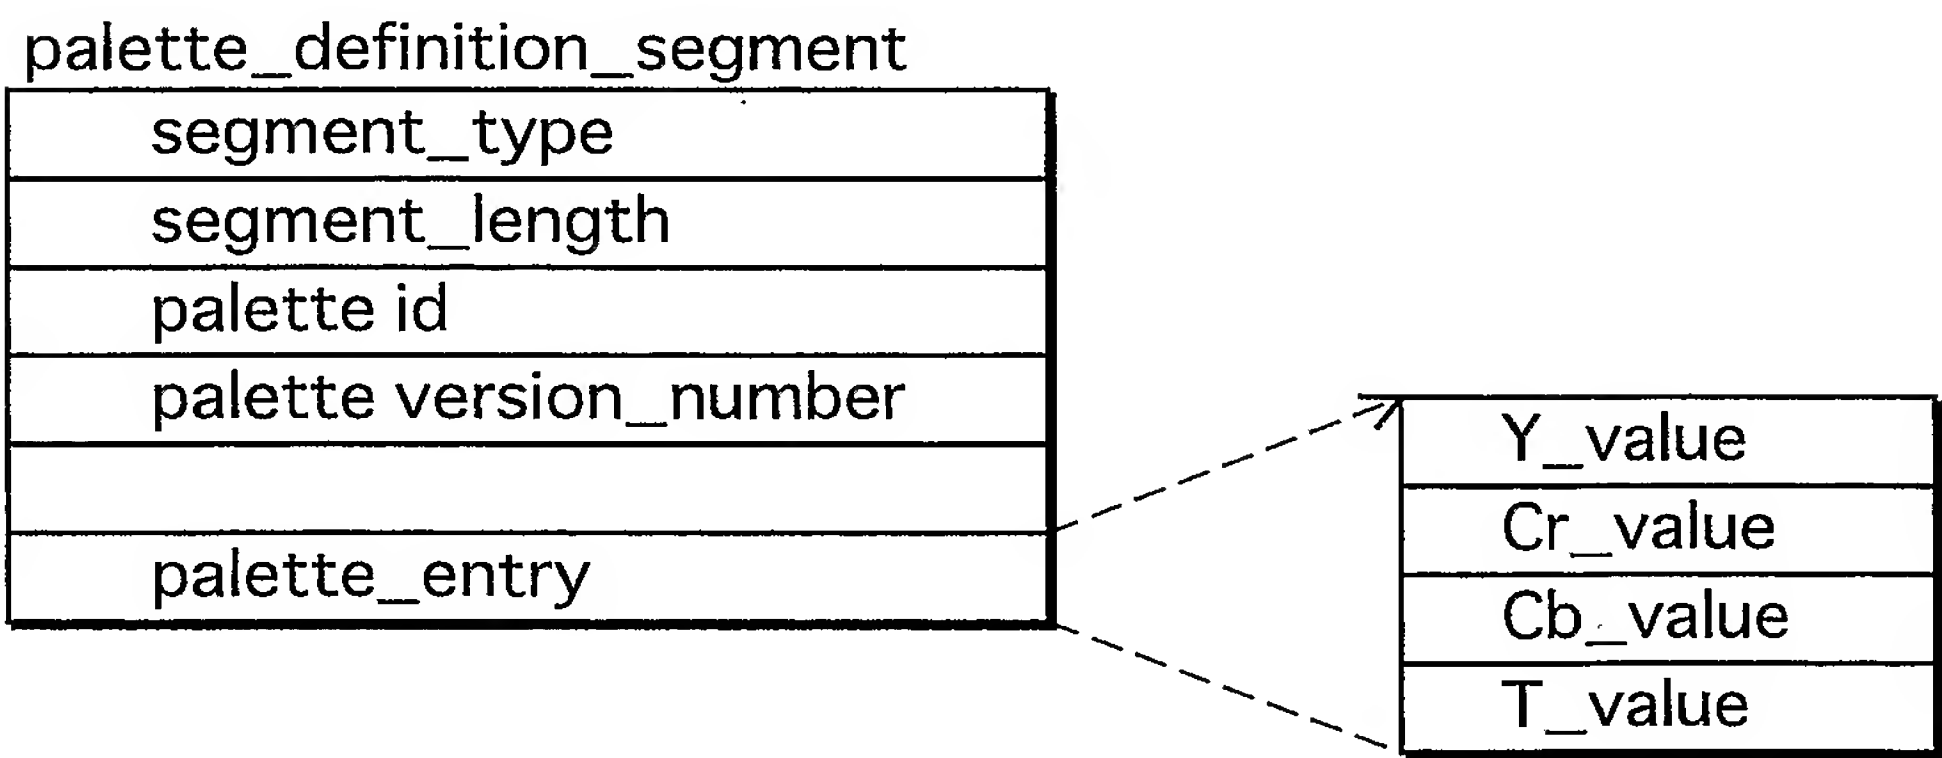 palette_definition_segment
segment_type
segment_length
palette id
palette version_number
palette_entry
Y_value
Cr_value
Cb_value
T_value